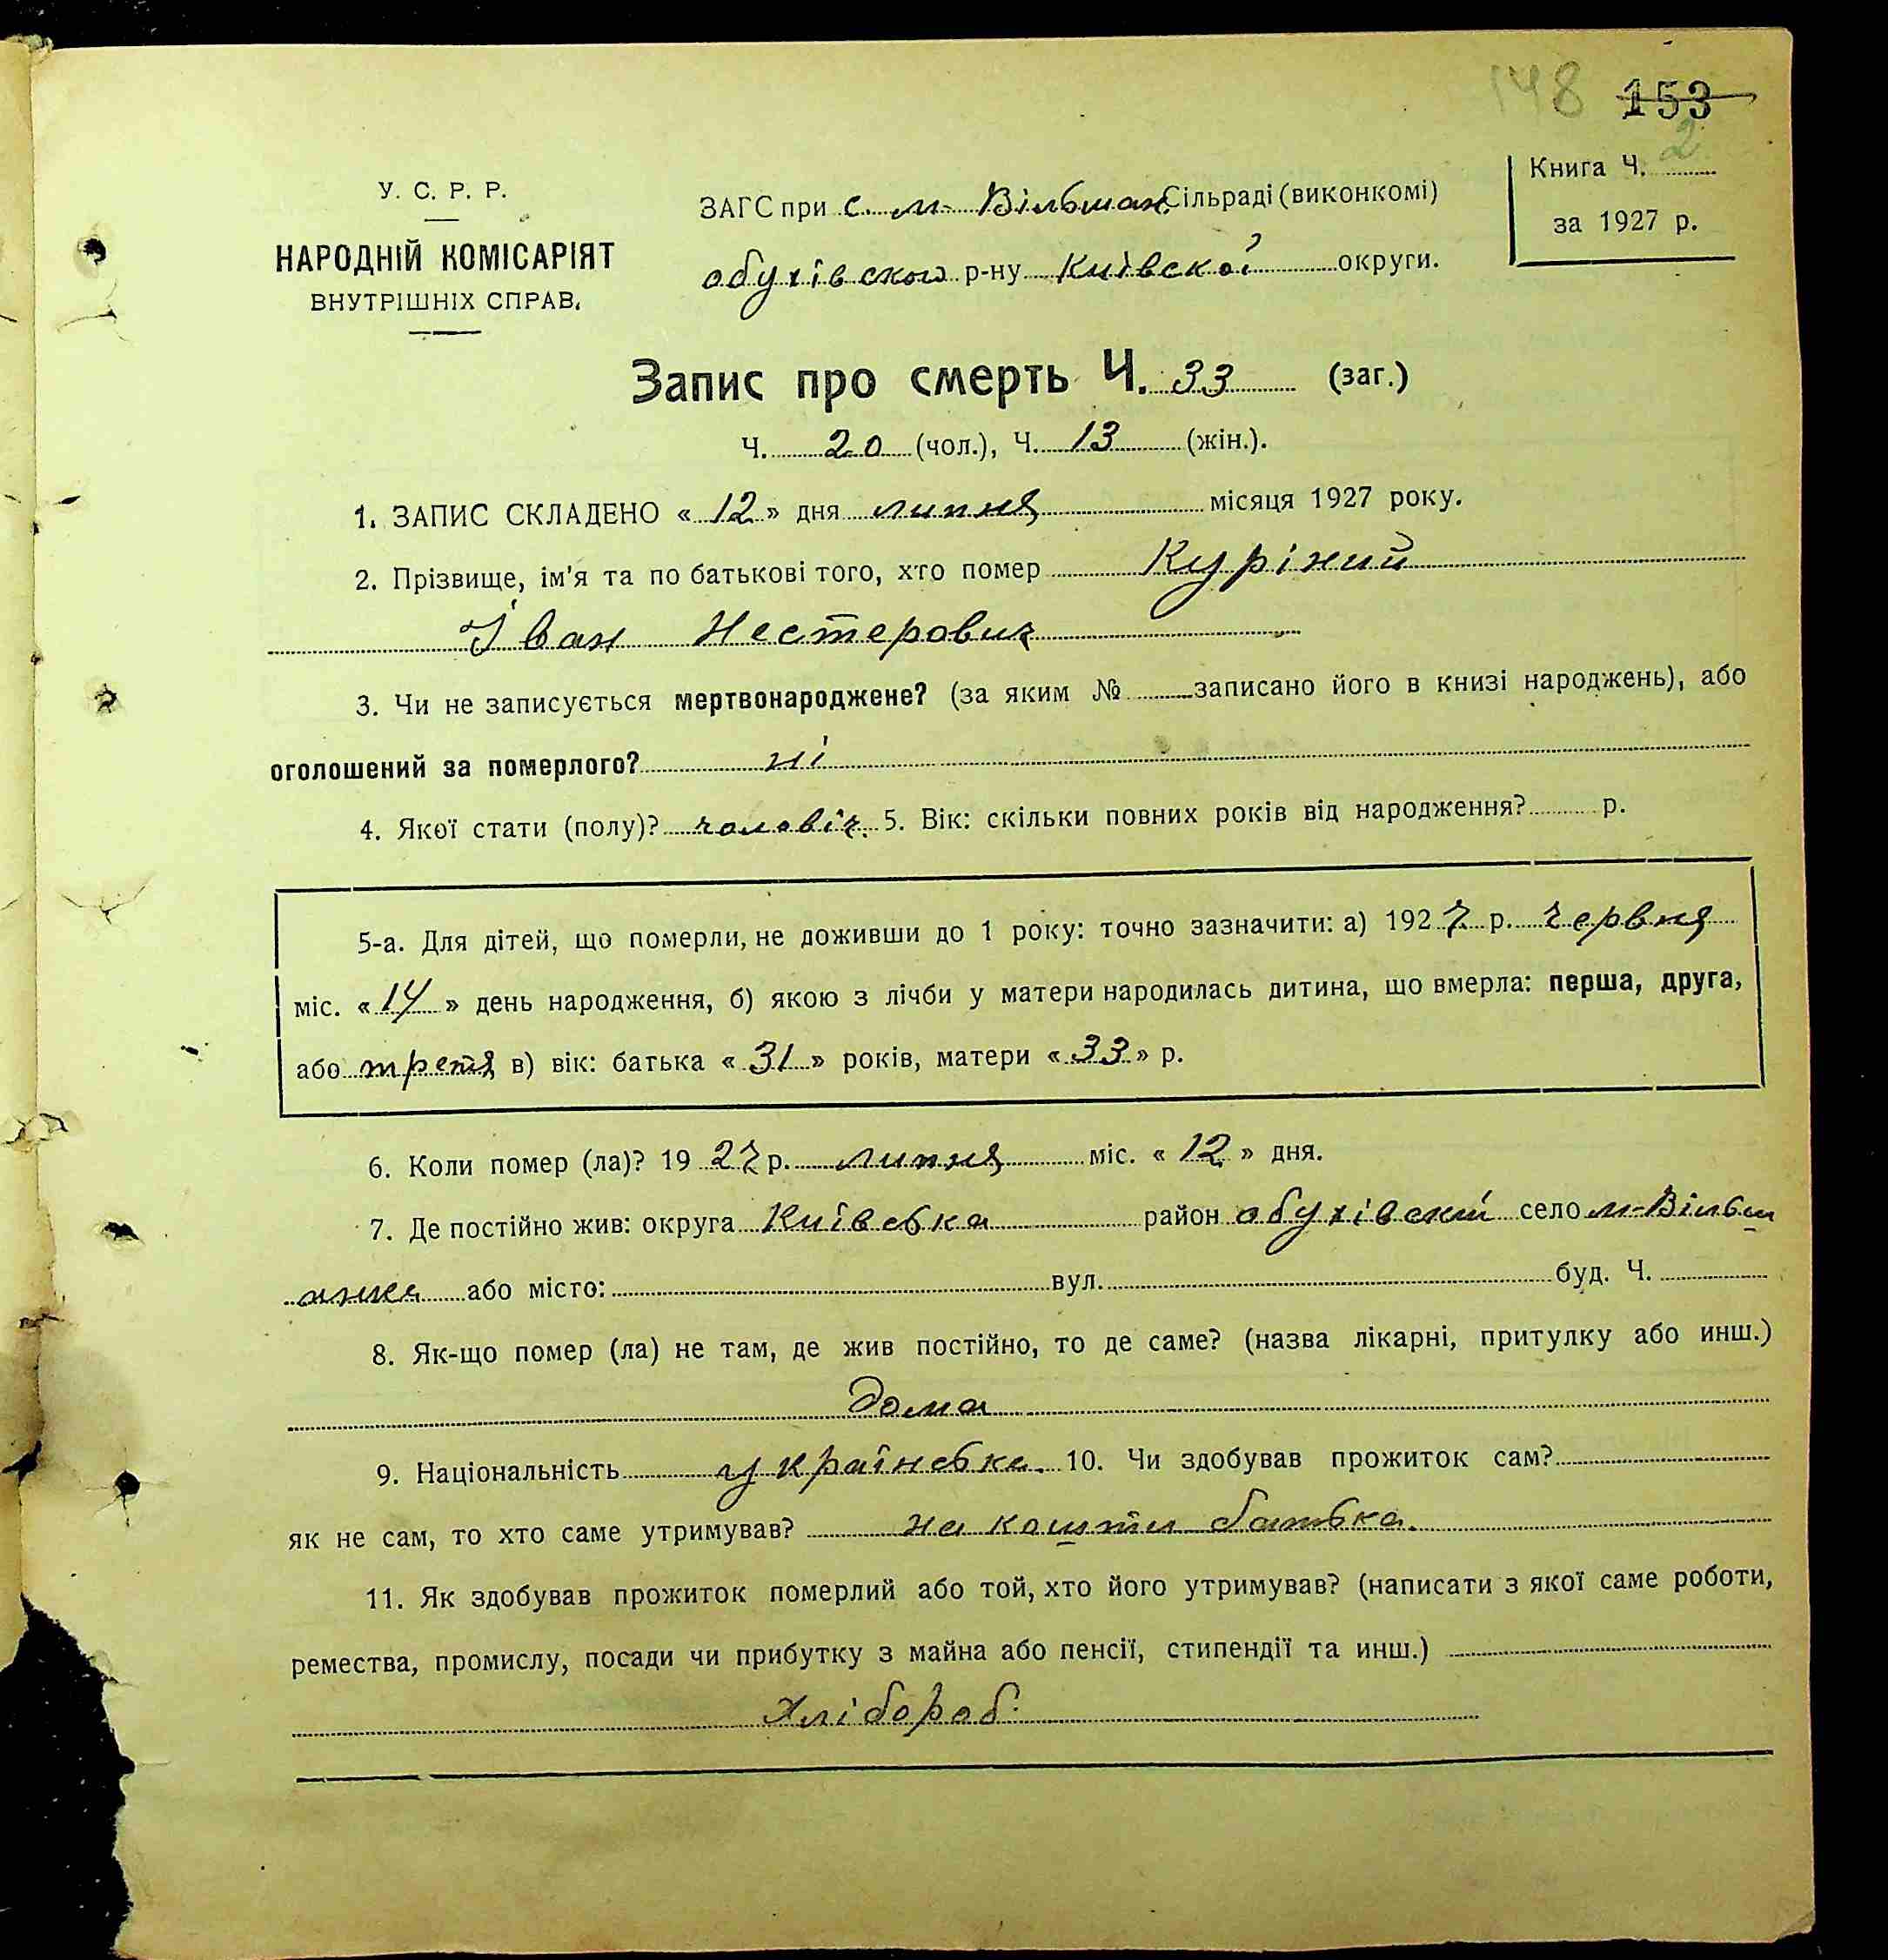 148 153
2
У. С. Р. Р.
НАРОДНІЙ КОМІСАРІЯТ
ВНУТРІШНІХ СПРАВ.
ЗАГС при с. м- Вільшан. Сільраді (виконкомі)
обухівськ р-ну Київскої округи.
Книга Ч.
за 1927 р.
Запис про смерть Ч. 33 (заг.)
Ч. 20 (чол.), Ч. 13 (жін.).
1. ЗАПИС СКЛАДЕНО « 12 » дня липня місяця 1927 року.
2. Прізвище, ім'я та по батькові того, хто помер Куріний
Іван Нестерович
3. Чи не записується мертвонароджене? (за яким № записано його в книзі народжень), або
оголошений за померлого? ні
4. Якої стати (полу)? чоловіч. 5. Вік: скільки повних років від народження? р.
5-а. Для дітей, що померли, не доживши до 1 року: точно зазначити: а) 1927 р. червня
міс. « 14 » день народження, б) якою з лічби у матери народилась дитина, що вмерла: перша, друга,
або третя в) вік: батька « 31 » років, матери « 33 » р.
6. Коли помер (ла)? 1927 р. липня міс. « 12 » дня.
7. Де постійно жив: округа Київська район обухівский село м-Вільш
анка або місто: вул. буд. Ч.
8. Як-що помер (ла) не там, де жив постійно, то де саме? (назва лікарні, притулку або инш.)
Дома
9. Національність українська. 10. Чи здобував прожиток сам?
як не сам, то хто саме утримував? на кошти батька.
11. Як здобував прожиток померлий або той, хто його утримував? (написати з якої саме роботи,
ремества, промислу, посади чи прибутку з майна або пенсії, стипендії та инш.)
Хлібороб.